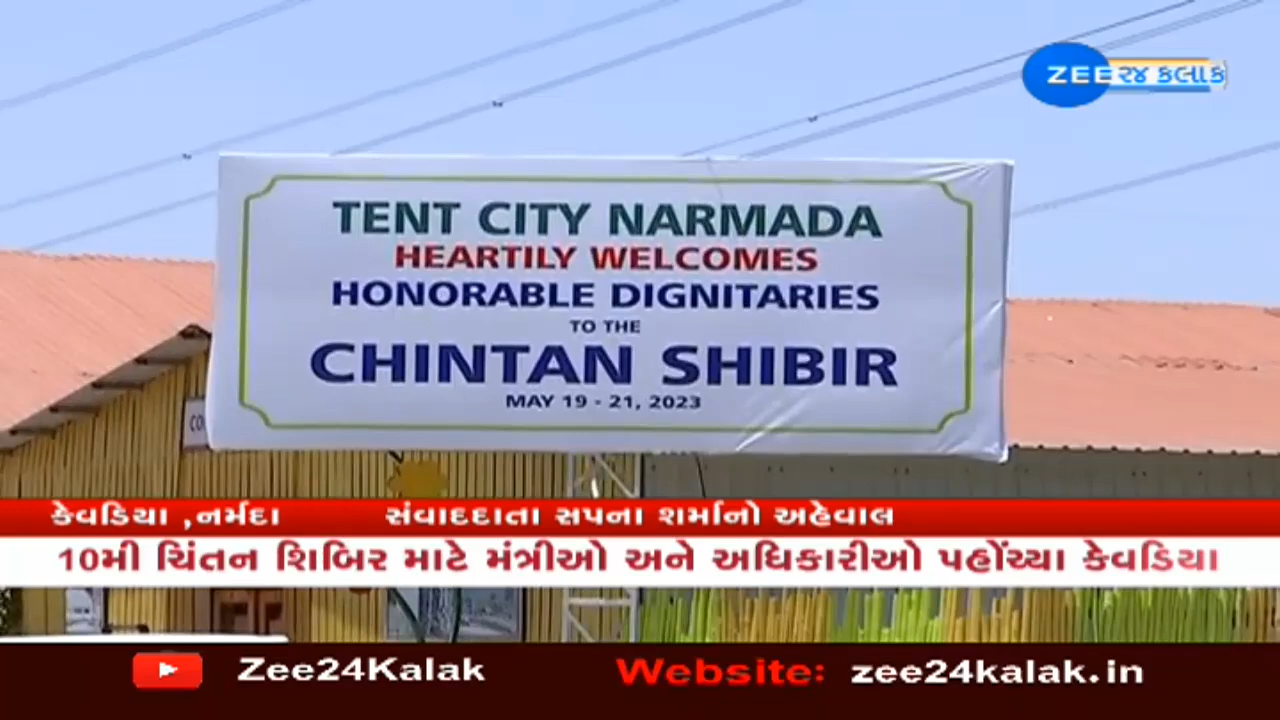 ZEE ૨૪ કલાક
TENT CITY NARMADA
HEARTILY WELCOMES
HONORABLE DIGNITARIES
TO THE
CHINTAN SHIBIR
MAY 19 - 21, 2023
કેવડિયા ,નર્મદા સંવાદદાતા સપના શર્માનો અહેવાલ
10મી ચિંતન શિબિર માટે મંત્રીઓ અને અધિકારીઓ પહોંચ્યા કેવડિયા
Zee24Kalak Website: zee24kalak.in